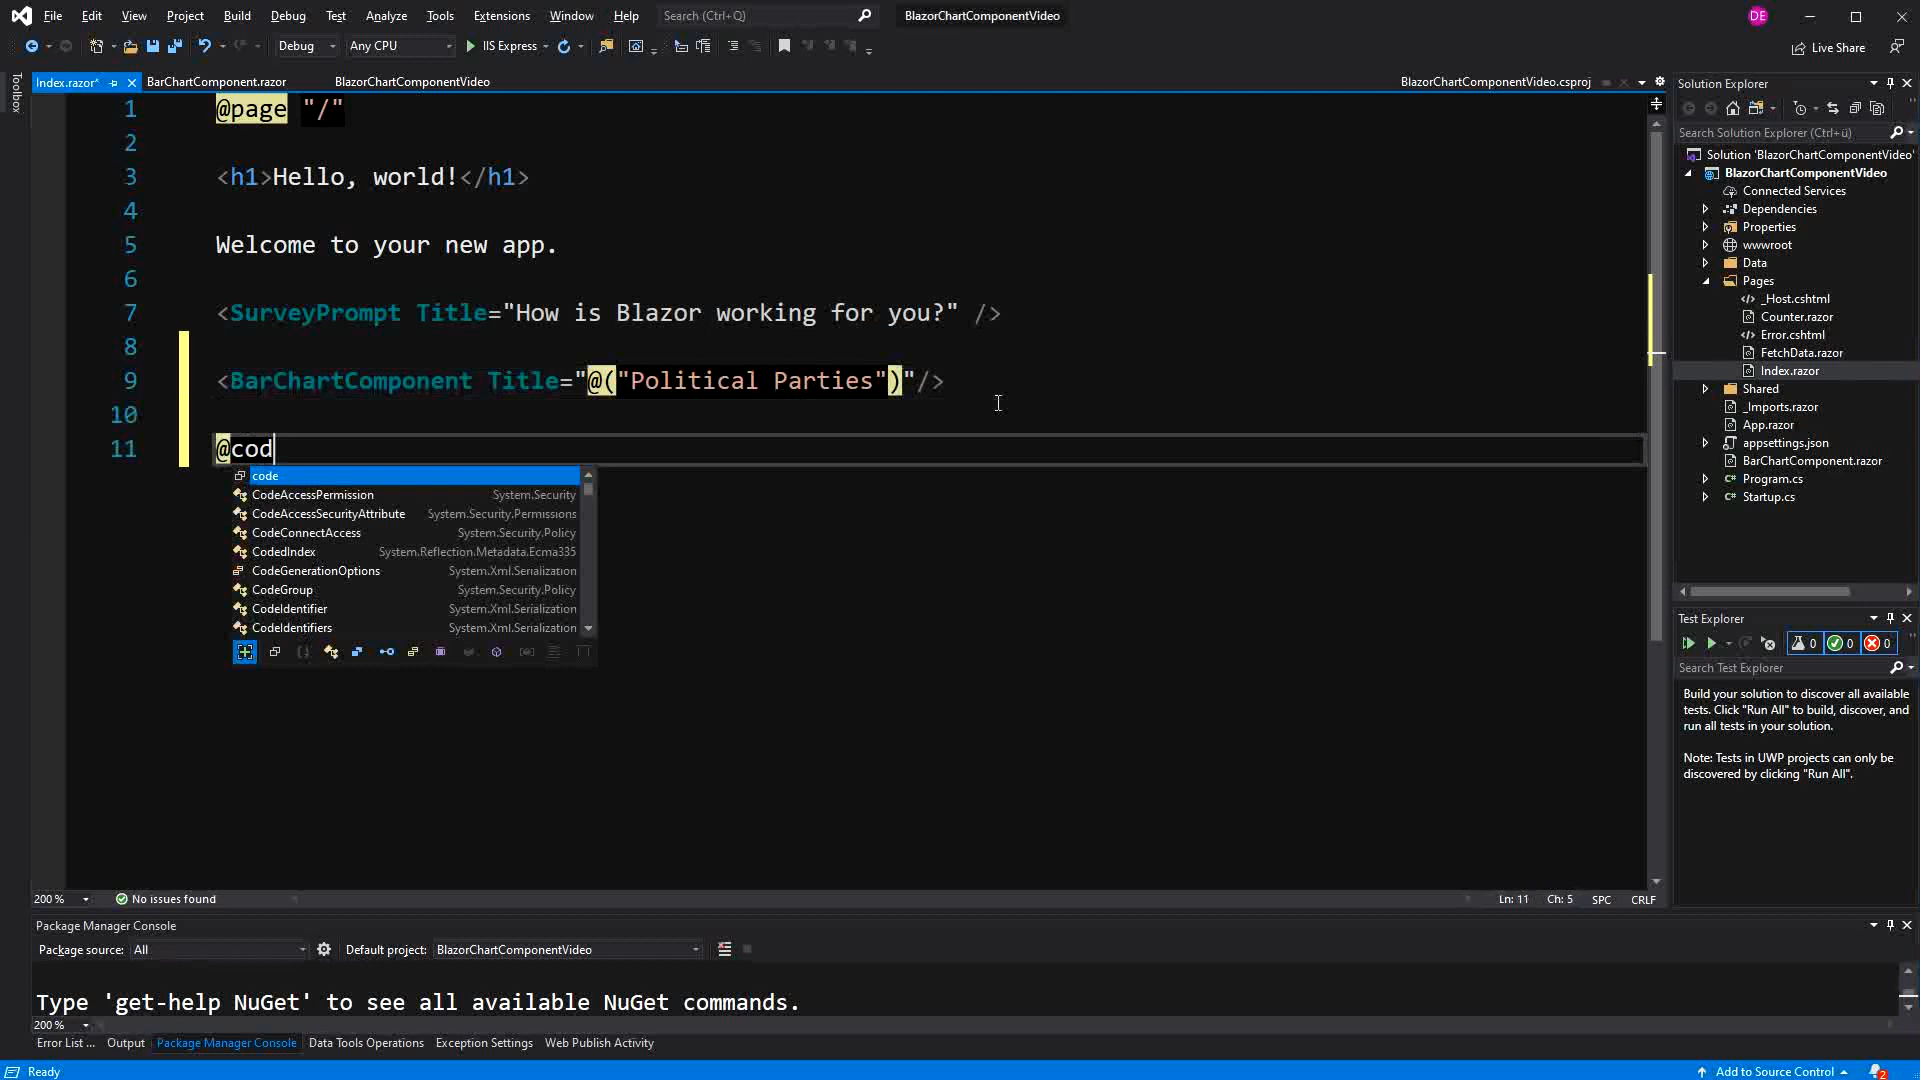 File Edit View Project Build Debug Test Analyze Tools Extensions Window Help Search (Ctrl+Q) BlazorChartComponentVideo DE
Debug Any CPU IIS Express Live Share
Toolbox
Index.razor* BarChartComponent.razor BlazorChartComponentVideo BlazorChartComponentVideo.csproj
1 @page "/"
2
3 <h1>Hello, world!</h1>
4
5 Welcome to your new app.
6
7 <SurveyPrompt Title="How is Blazor working for you?" />
8
9 <BarChartComponent Title="@("Political Parties")"/>
10
11 @cod
code
CodeAccessPermission System.Security
CodeAccessSecurityAttribute System.Security.Permissions
CodeConnectAccess System.Security.Policy
CodedIndex System.Reflection.Metadata.Ecma335
CodeGenerationOptions System.Xml.Serialization
CodeGroup System.Security.Policy
CodeIdentifier System.Xml.Serialization
CodeIdentifiers System.Xml.Serialization
200 % No issues found Ln: 11 Ch: 5 SPC CRLF
Solution Explorer
Search Solution Explorer (Ctrl+ü)
Solution 'BlazorChartComponentVideo'
BlazorChartComponentVideo
Connected Services
Dependencies
Properties
wwwroot
Data
Pages
_Host.cshtml
Counter.razor
Error.cshtml
FetchData.razor
Index.razor
Shared
_Imports.razor
App.razor
appsettings.json
BarChartComponent.razor
C# Program.cs
C# Startup.cs
Test Explorer
0 0 0
Search Test Explorer
Build your solution to discover all available
tests. Click "Run All" to build, discover, and
run all tests in your solution.
Note: Tests in UWP projects can only be
discovered by clicking "Run All".
Package Manager Console
Package source: All Default project: BlazorChartComponentVideo
Type 'get-help NuGet' to see all available NuGet commands.
200 %
Error List ... Output Package Manager Console Data Tools Operations Exception Settings Web Publish Activity
Ready Add to Source Control 2